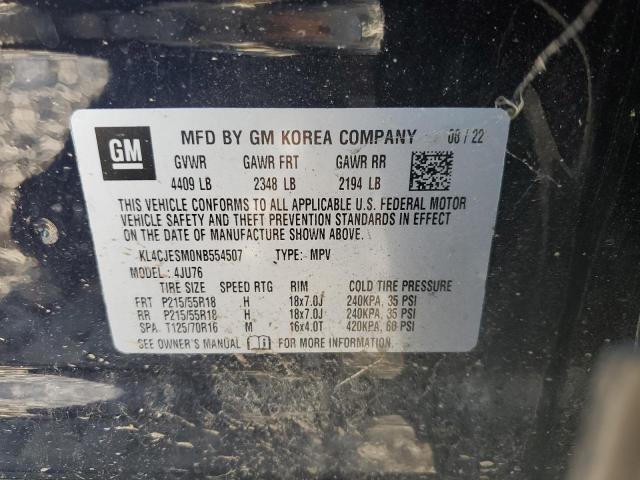 GM MFD BY GM KOREA COMPANY 08 / 22
GVWR GAWR FRT GAWR RR
4409 LB 2348 LB 2194 LB
THIS VEHICLE CONFORMS TO ALL APPLICABLE U.S. FEDERAL MOTOR
VEHICLE SAFETY AND THEFT PREVENTION STANDARDS IN EFFECT
ON THE DATE OF MANUFACTURE SHOWN ABOVE.
KL4CJESM0NB554507 TYPE: MPV
MODEL: 4JU76
TIRE SIZE SPEED RTG RIM COLD TIRE PRESSURE
FRT P215/55R18 H 18x7.0J 240KPA, 35 PSI
RR P215/55R18 H 18x7.0J 240KPA, 35 PSI
SPA T125/70R16 M 16x4.0T 420KPA, 60 PSI
SEE OWNER'S MANUAL FOR MORE INFORMATION.